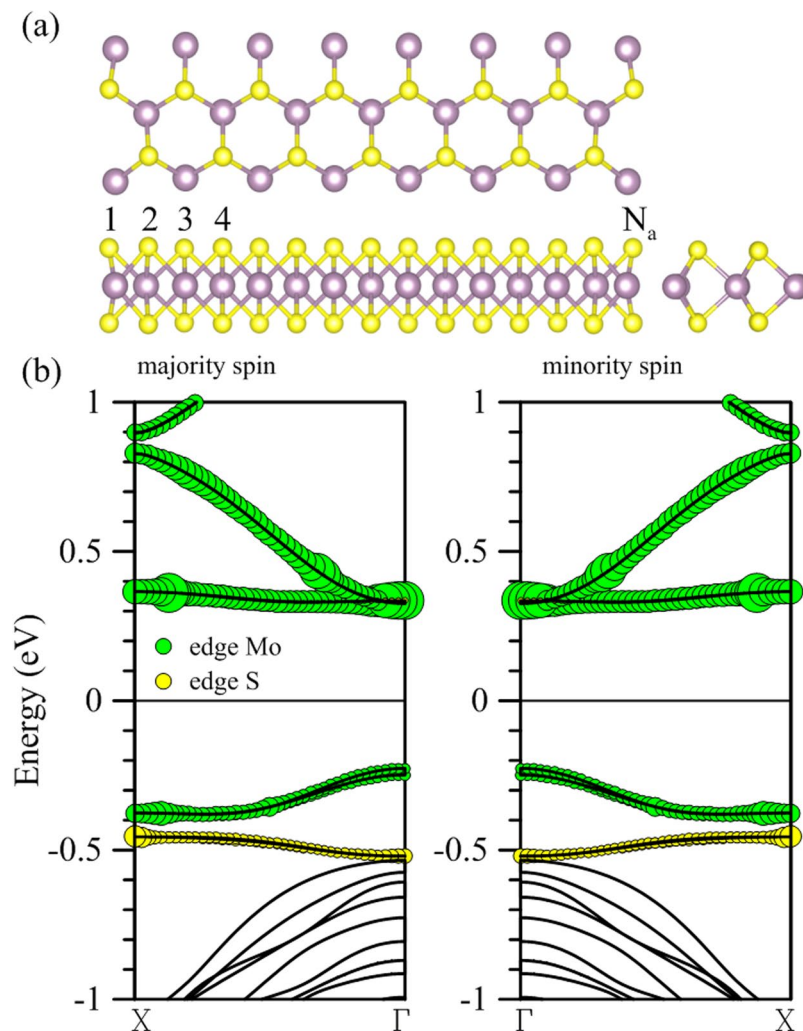 (a)
1 2 3 4 Nₐ
(b)
majority spin minority spin
1 1
0.5 0.5
edge Mo
edge S
0 0
Energy (eV)
-0.5 -0.5
-1 -1
X Γ Γ X